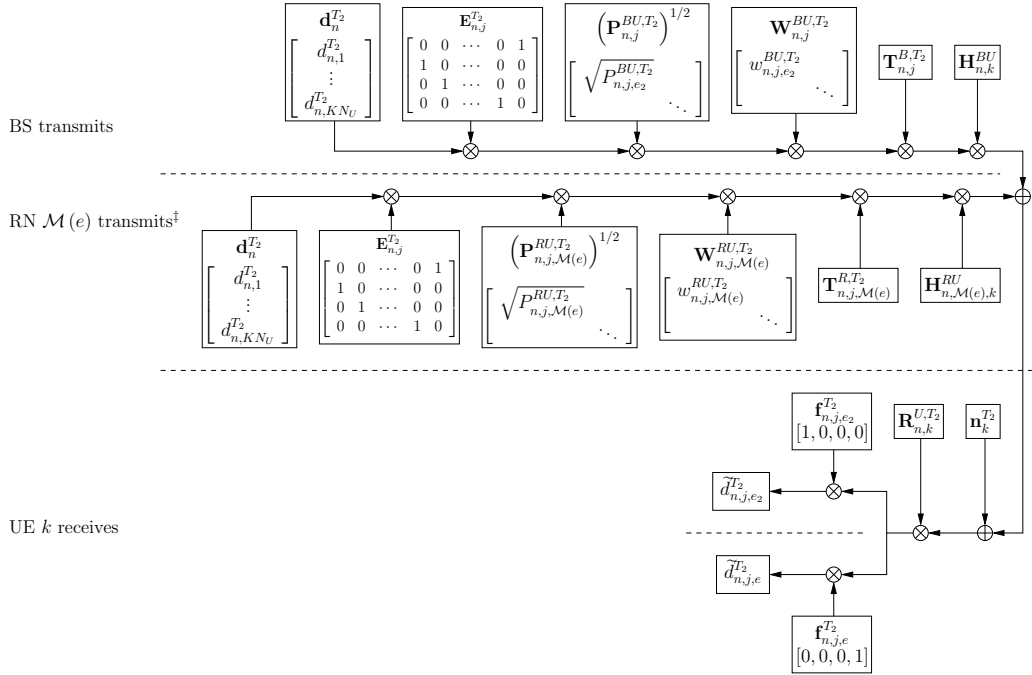 d_n^{T_2}
[ d_{n,1}^{T_2} ⋮ d_{n,KN_U}^{T_2} ]
E_{n,j}^{T_2}
0 0 ⋯ 0 1
1 0 ⋯ 0 0
0 1 ⋯ 0 0
0 0 ⋯ 1 0
(P_{n,j}^{BU,T_2})^{1/2}
[ √P_{n,j,e_2}^{BU,T_2} ⋱ ]
W_{n,j}^{BU,T_2}
[ w_{n,j,e_2}^{BU,T_2} ⋱ ]
T_{n,j}^{B,T_2}
H_{n,k}^{BU}
BS transmits
RN M(e) transmits‡
d_n^{T_2}
[ d_{n,1}^{T_2} ⋮ d_{n,KN_U}^{T_2} ]
E_{n,j}^{T_2}
0 0 ⋯ 0 1
1 0 ⋯ 0 0
0 1 ⋯ 0 0
0 0 ⋯ 1 0
(P_{n,j,M(e)}^{RU,T_2})^{1/2}
[ √P_{n,j,M(e)}^{RU,T_2} ⋱ ]
W_{n,j,M(e)}^{RU,T_2}
[ w_{n,j,M(e)}^{RU,T_2} ⋱ ]
T_{n,j,M(e)}^{R,T_2}
H_{n,M(e),k}^{RU}
f_{n,j,e_2}^{T_2}
[1, 0, 0, 0]
R_{n,k}^{U,T_2}
n_k^{T_2}
d̃_{n,j,e_2}^{T_2}
UE k receives
d̃_{n,j,e}^{T_2}
f_{n,j,e}^{T_2}
[0, 0, 0, 1]